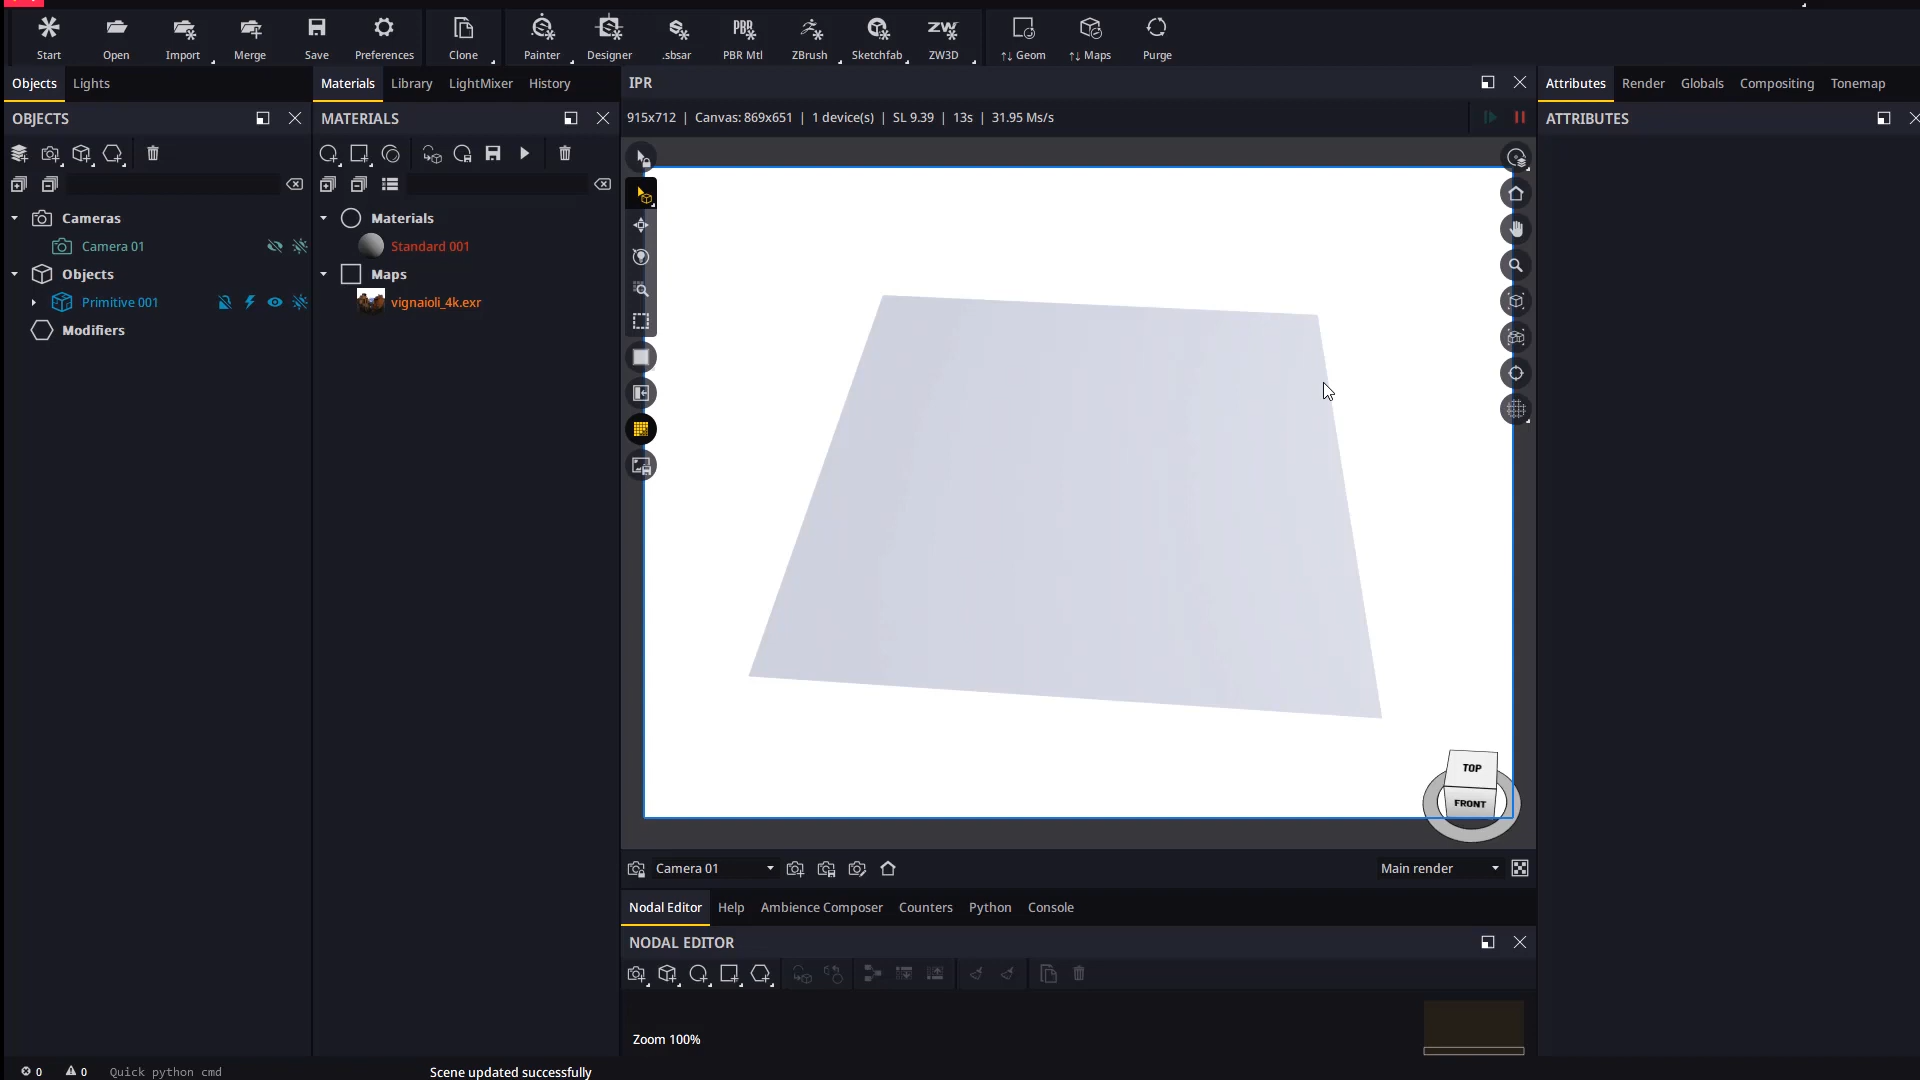 Start
Open
Import
Merge
Save
Preferences
Clone
Painter
Designer
.sbsar
PBR
PBR Mtl
ZBrush
Sketchfab
ZW
ZW3D
↑↓ Geom
↑↓ Maps
Purge
Objects
Lights
Materials
Library
LightMixer
History
IPR
Attributes
Render
Globals
Compositing
Tonemap
OBJECTS
MATERIALS
915x712 | Canvas: 869x651 | 1 device(s) | SL 9.39 | 13s | 31.95 Ms/s
ATTRIBUTES
Cameras
Camera 01
Objects
Primitive 001
Modifiers
Materials
Standard 001
Maps
vignaioli_4k.exr
TOP
FRONT
Camera 01
Main render
Nodal Editor
Help
Ambience Composer
Counters
Python
Console
NODAL EDITOR
Zoom 100%
0
0
Quick python cmd
Scene updated successfully